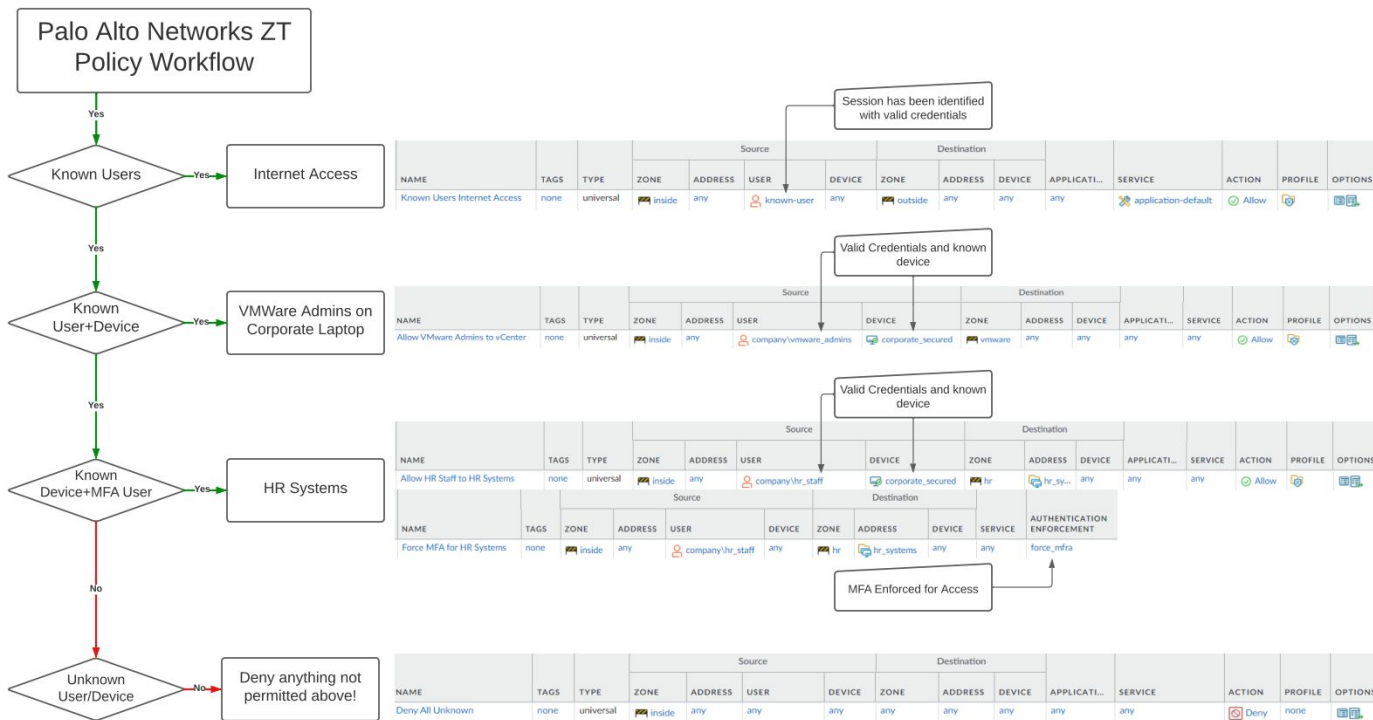 Palo Alto Networks ZT
Policy Workflow
Yes
Session has been identified
with valid credentials
Known Users
Yes
Internet Access
Source
Destination
NAME TAGS TYPE ZONE ADDRESS USER DEVICE ZONE ADDRESS DEVICE APPLICATI... SERVICE ACTION PROFILE OPTIONS
Known Users Internet Access none universal inside any known-user any outside any any any application-default Allow
Yes
Valid Credentials and known
device
Known
User+Device
Yes
VMWare Admins on
Corporate Laptop
Source
Destination
NAME TAGS TYPE ZONE ADDRESS USER DEVICE ZONE ADDRESS DEVICE APPLICATI... SERVICE ACTION PROFILE OPTIONS
Allow VMware Admins to vCenter none universal inside any company\vmware_admins corporate_secured vmware any any any any Allow
Yes
Valid Credentials and known
device
Known
Device+MFA User
Yes
HR Systems
Source
Destination
NAME TAGS TYPE ZONE ADDRESS USER DEVICE ZONE ADDRESS DEVICE APPLICATI... SERVICE ACTION PROFILE OPTIONS
Allow HR Staff to HR Systems none universal inside any company\hr_staff corporate_secured hr hr_sy... any any any Allow
Source
Destination
NAME TAGS ZONE ADDRESS USER DEVICE ZONE ADDRESS DEVICE SERVICE AUTHENTICATION
ENFORCEMENT
Force MFA for HR Systems none inside any company\hr_staff any hr hr_systems any any force_mfra
MFA Enforced for Access
No
Unknown
User/Device
No
Deny anything not
permitted above!
Source
Destination
NAME TAGS TYPE ZONE ADDRESS USER DEVICE ZONE ADDRESS DEVICE APPLICATI... SERVICE ACTION PROFILE OPTIONS
Deny All Unknown none universal inside any any any any any any any any Deny none